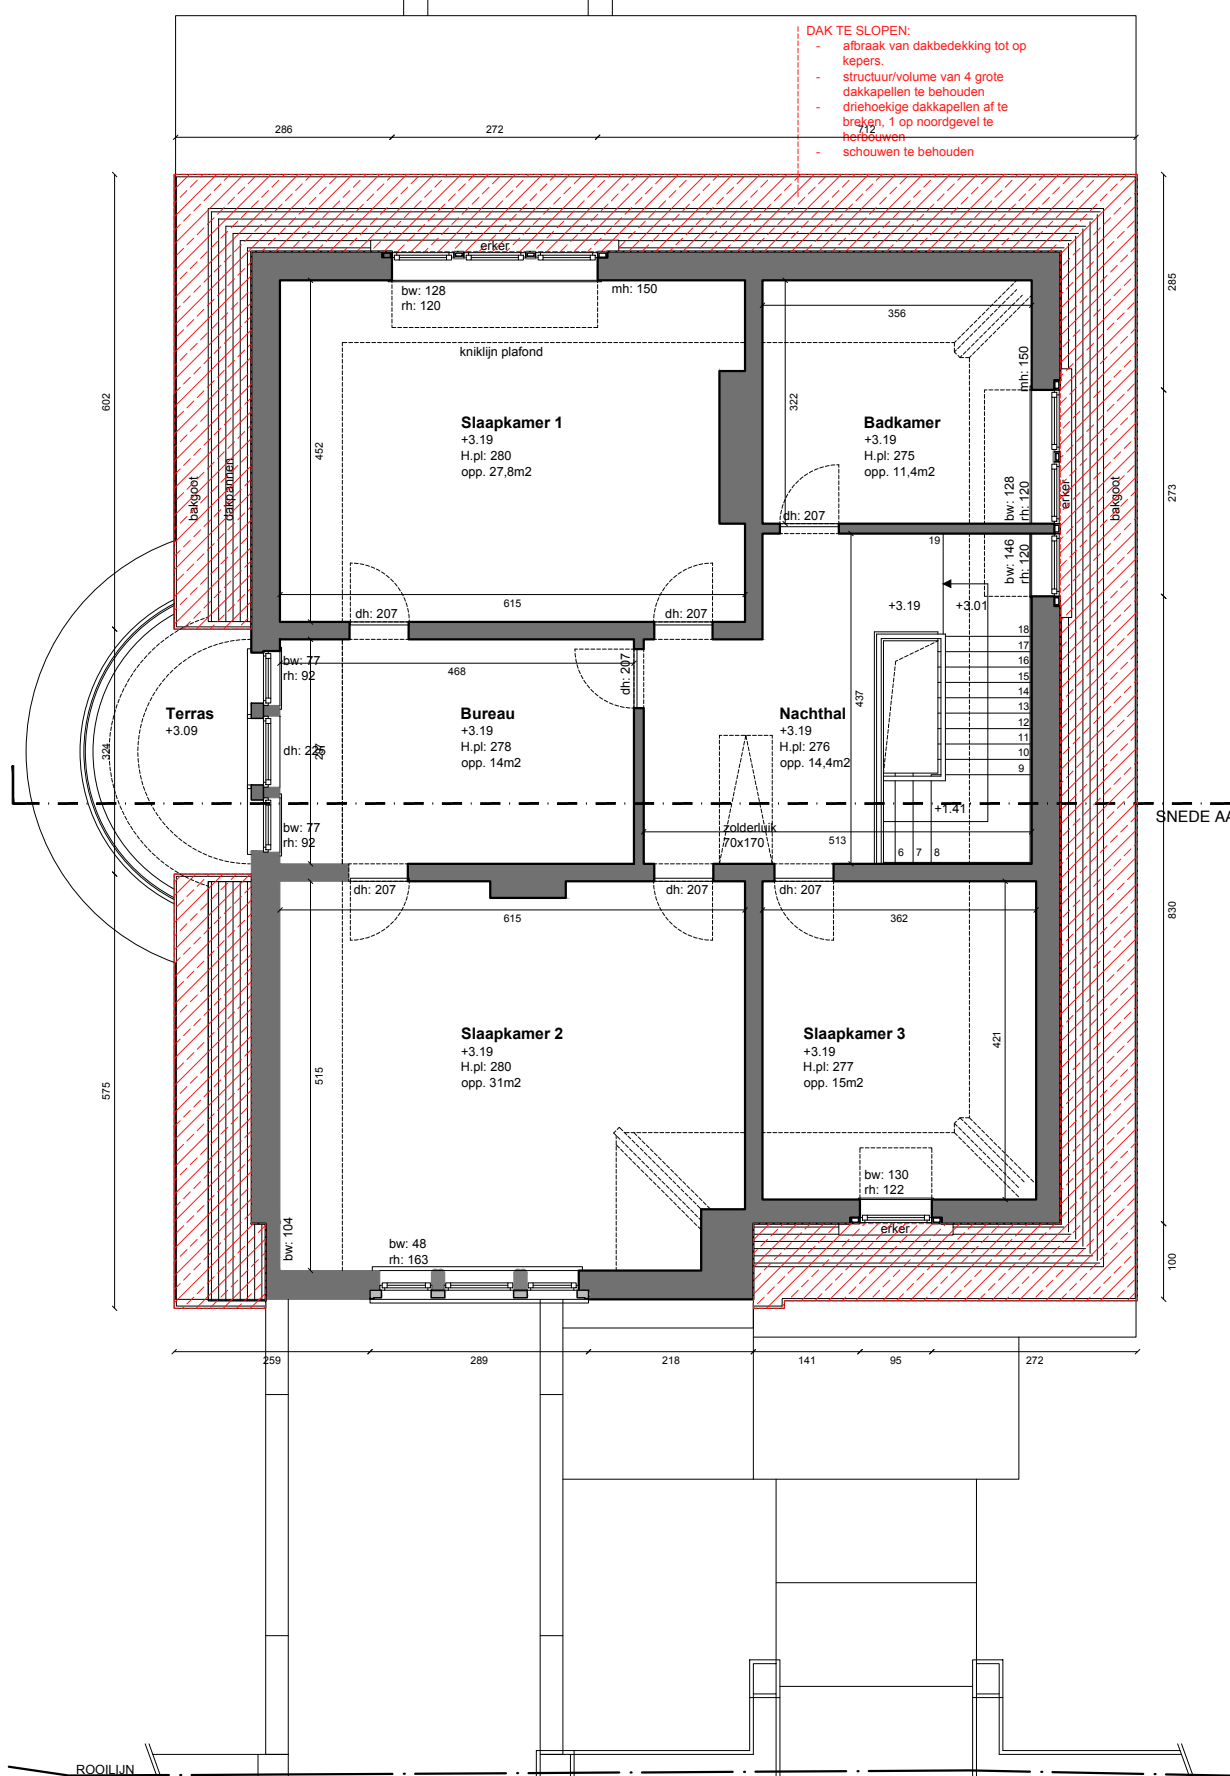 DAK TE SLOPEN:
- afbraak van dakbedekking tot op
kepers.
- structuur/volume van 4 grote
dakkapellen te behouden
- driehoekige dakkapellen af te
breken, 1 op noordgevel te
herbouwen
- schouwen te behouden
286
272
712
erker
bw: 128
rh: 120
mh: 150
kniklijn plafond
356
mh: 150
285
602
452
322
Slaapkamer 1
+3.19
H.pl: 280
opp. 27,8m2
Badkamer
+3.19
H.pl: 275
opp. 11,4m2
bakgoot
dakpannen
bw: 128
rh: 120
erker
bakgoot
273
dh: 207
19
bw: 146
rh: 120
615
dh: 207
dh: 207
+3.19
+3.01
18
17
16
15
14
13
12
11
10
9
bw: 77
rh: 92
468
dh: 207
437
Terras
+3.09
324
dh: 225
Bureau
+3.19
H.pl: 278
opp. 14m2
Nachthal
+3.19
H.pl: 276
opp. 14,4m2
+1.41
SNEDE AA
bw: 77
rh: 92
zolderluik
70x170
513
6
7
8
dh: 207
dh: 207
dh: 207
615
362
830
575
515
421
Slaapkamer 2
+3.19
H.pl: 280
opp. 31m2
Slaapkamer 3
+3.19
H.pl: 277
opp. 15m2
bw: 130
rh: 122
erker
bw: 104
bw: 48
rh: 163
100
259
289
218
141
95
272
ROOILIJN